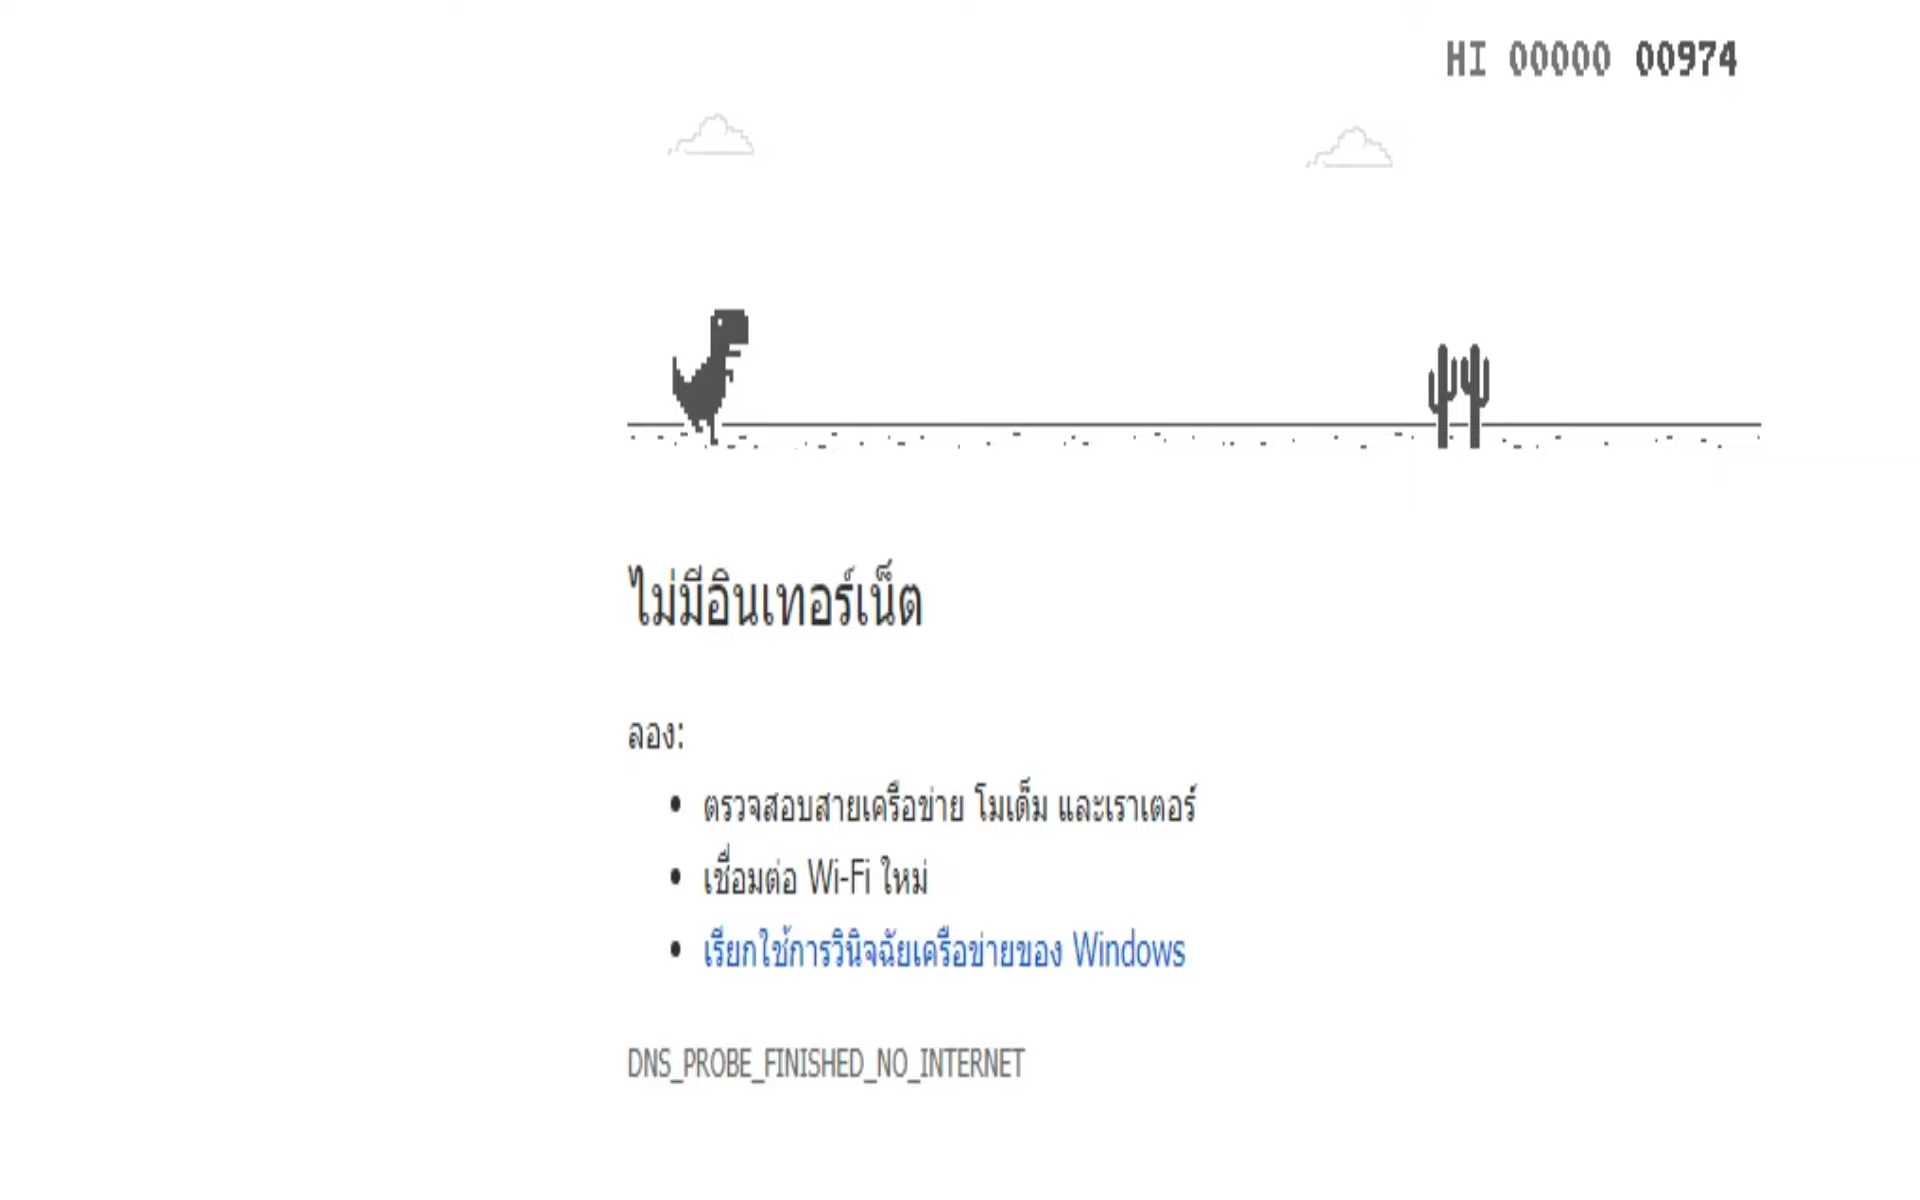 HI 00000 00974
ไม่มีอินเทอร์เน็ต
ลอง:
ตรวจสอบสายเครือข่าย โมเด็ม และเราเตอร์
เชื่อมต่อ Wi-Fi ใหม่
เรียกใช้การวินิจฉัยเครือข่ายของ Windows
DNS_PROBE_FINISHED_NO_INTERNET